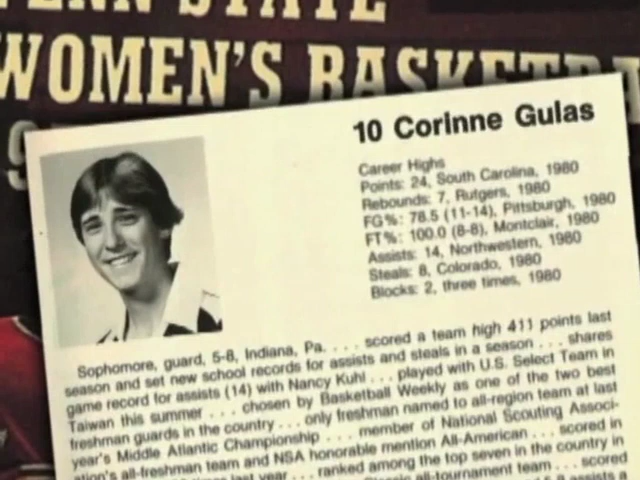 PENN STATE
WOMEN'S BASKETBA
9
10 Corinne Gulas
Career Highs
Points: 24, South Carolina, 1980
Rebounds: 7, Rutgers, 1980
FG%: 78.5 (11-14), Pittsburgh, 1980
FT%: 100.0 (8-8), Montclair, 1980
Assists: 14, Northwestern, 1980
Steals: 8, Colorado, 1980
Blocks: 2, three times, 1980
Sophomore, guard, 5-8, Indiana, Pa. . . . scored a team high 411 points last
season and set new school records for assists and steals in a season . . . shares
game record for assists (14) with Nancy Kuhl . . . played with U.S. Select Team in
Taiwan this summer . . . chosen by Basketball Weekly as one of the two best
freshman guards in the country . . . only freshman named to all-region team at last
year's Middle Atlantic Championship . . . member of National Scouting Associ-
ation's all-freshman team and NSA honorable mention All-American . . . scored in
times last year . . . ranked among the top seven in the country in
Classic all-tournament team . . . scored
assists a